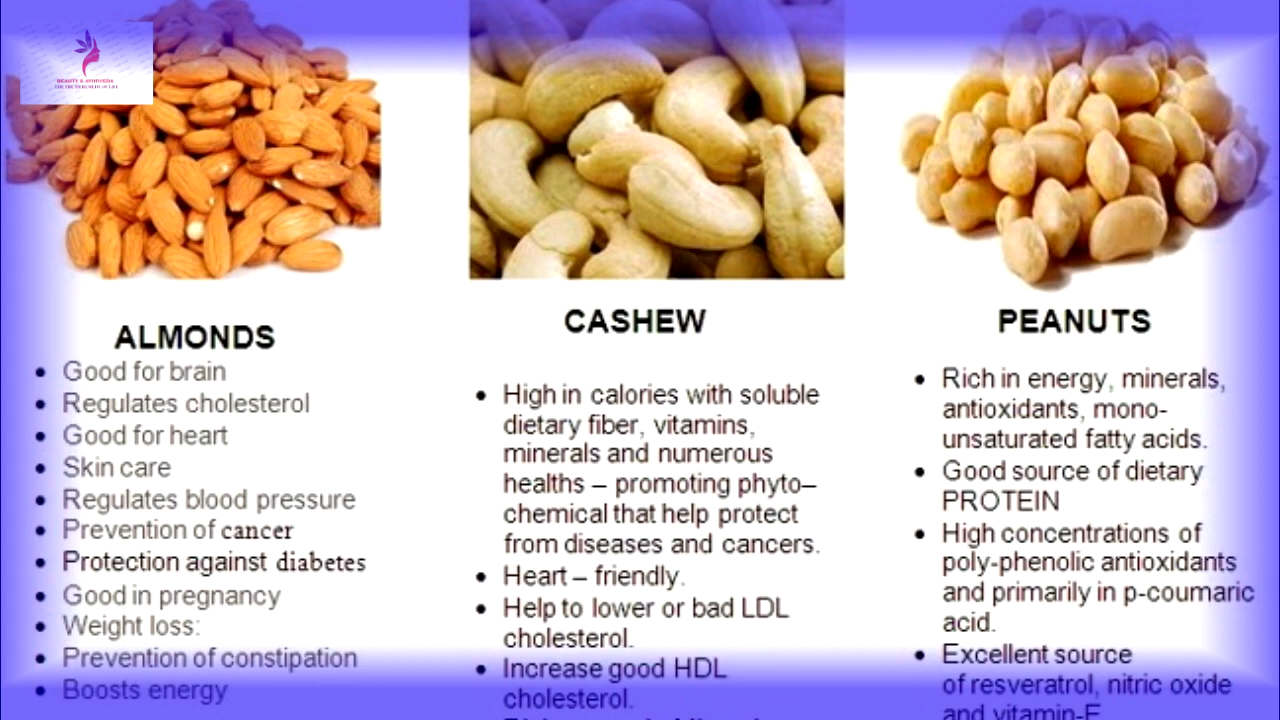 BEAUTY & AYURVEDA
ALMONDS
Good for brain
Regulates cholesterol
Good for heart
Skin care
Regulates blood pressure
Prevention of cancer
Protection against diabetes
Good in pregnancy
Weight loss:
Prevention of constipation
Boosts energy
CASHEW
High in calories with soluble
dietary fiber, vitamins,
minerals and numerous
healths – promoting phyto–
chemical that help protect
from diseases and cancers.
Heart – friendly.
Help to lower or bad LDL
cholesterol.
Increase good HDL
cholesterol.
PEANUTS
Rich in energy, minerals,
antioxidants, mono-
unsaturated fatty acids.
Good source of dietary
PROTEIN
High concentrations of
poly-phenolic antioxidants
and primarily in p-coumaric
acid.
Excellent source
of resveratrol, nitric oxide
and vitamin-E